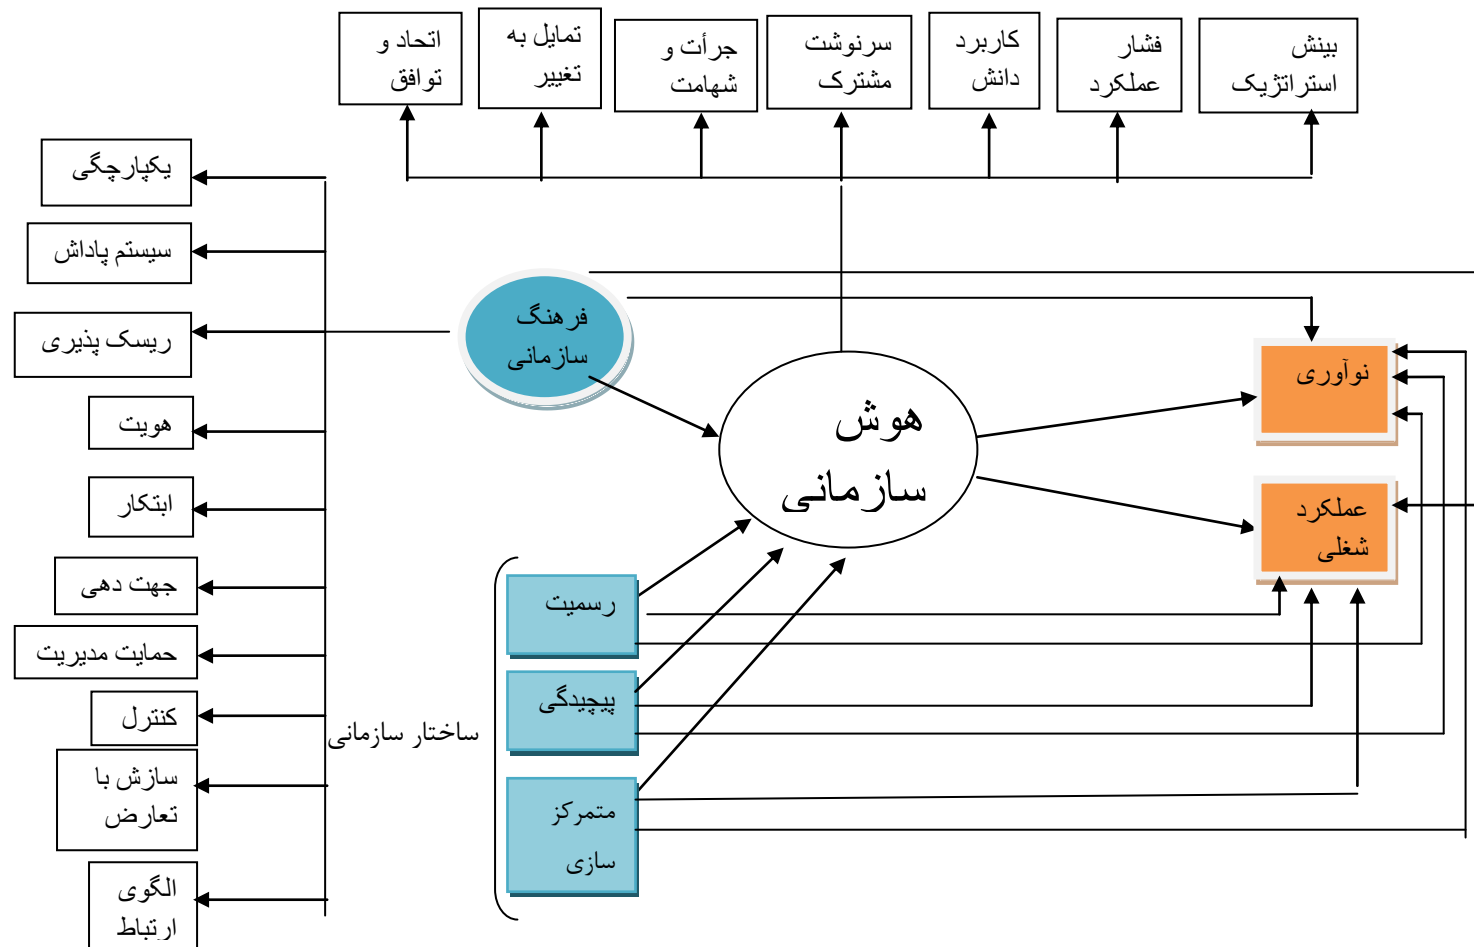 بینش
استراتژیک
فشار
عملکرد
کاربرد
دانش
سرنوشت
مشترک
جرأت و
شهامت
تمایل به
تغییر
اتحاد و
توافق
یکپارچگی
سیستم پاداش
ریسک پذیری
هویت
ابتکار
جهت دهی
حمایت مدیریت
کنترل
سازش با
تعارض
الگوی
ارتباط
فرهنگ
سازمانی
هوش
سازمانی
نوآوری
عملکرد
شغلی
رسمیت
پیچیدگی
متمرکز
سازی
ساختار سازمانی